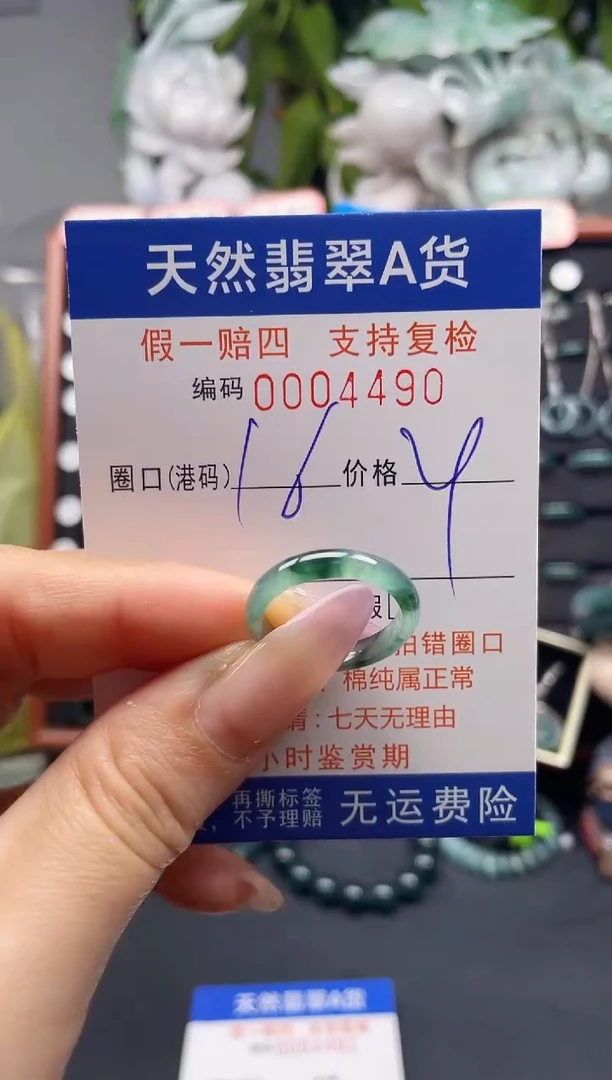 天然翡翠A货
假一赔四 支持复检
编码 0004490
圈口(港码) 16 价格 y
拍错圈口
棉纯属正常
:七天无理由
小时鉴赏期
再撕标签
不予理赔
无运费险
天然翡翠A货